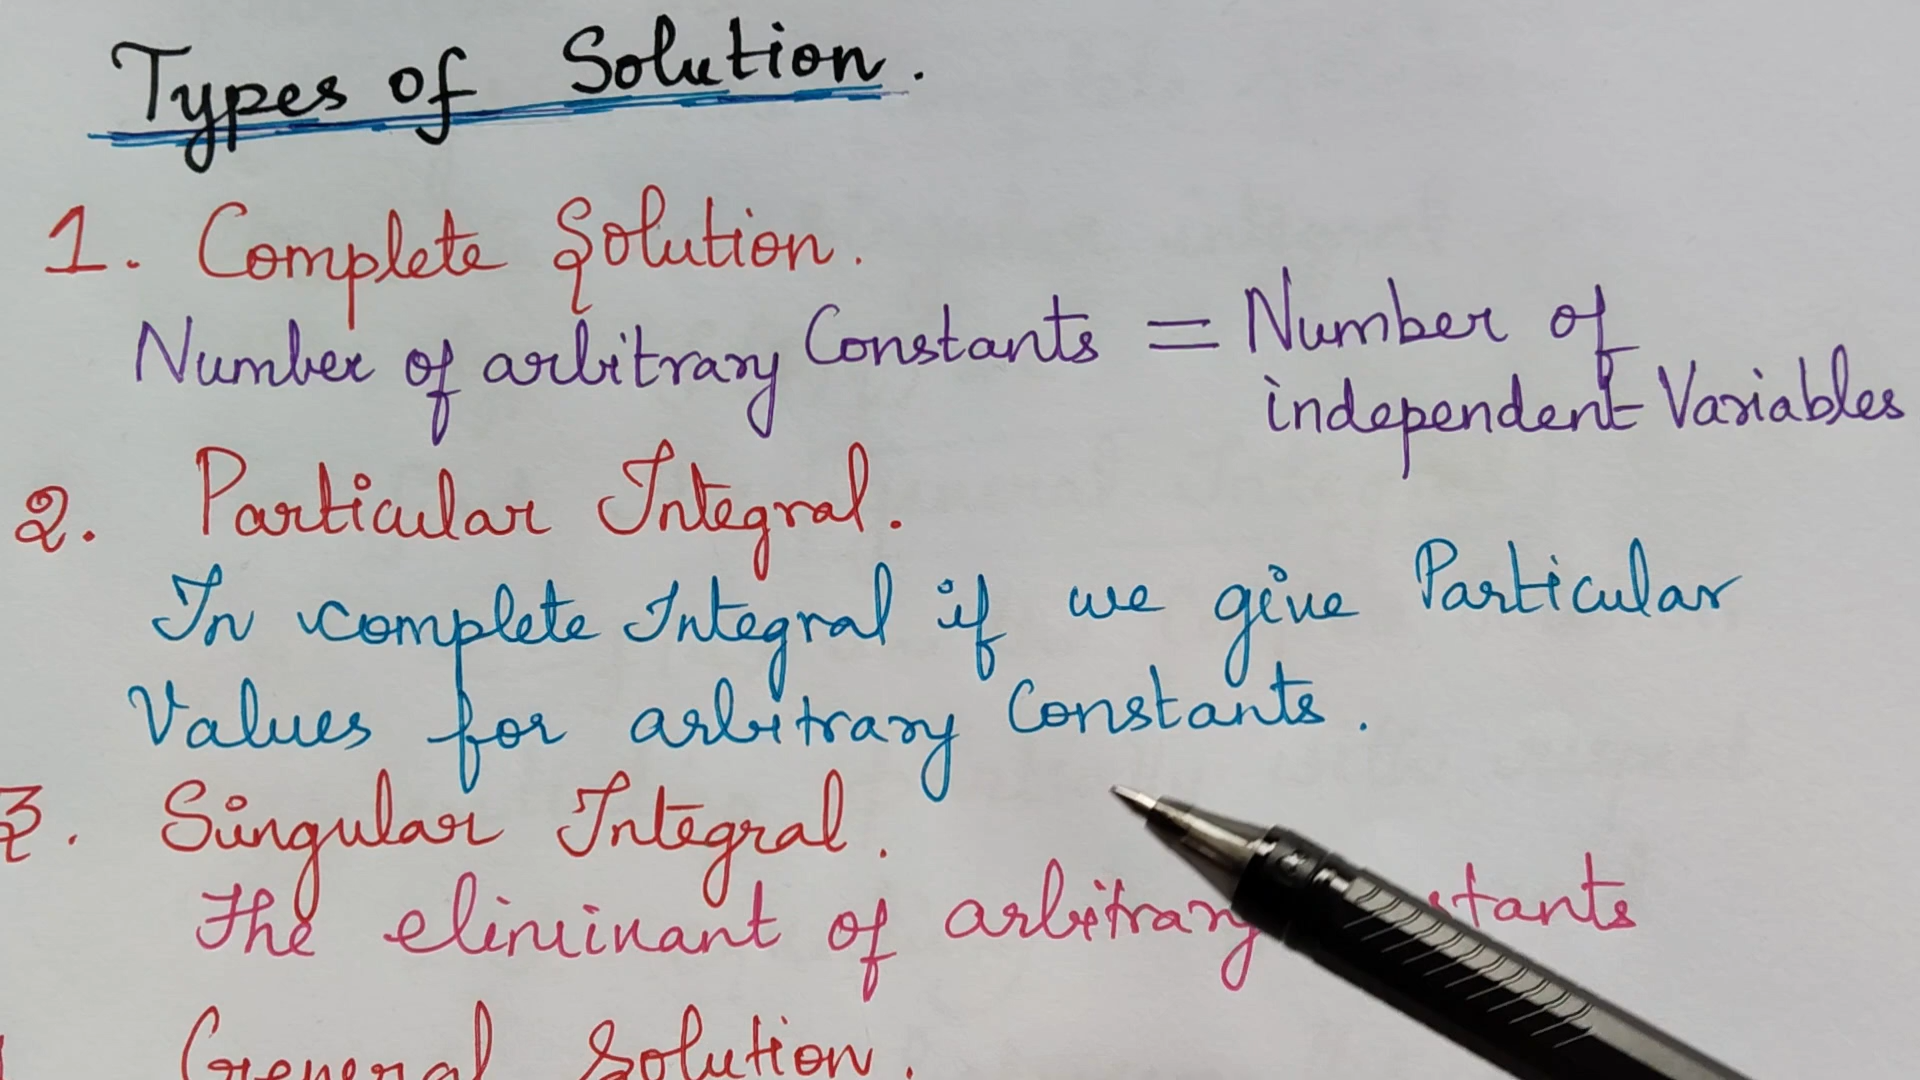 Types of Solution.
1. Complete Solution.
Number of arbitrary Constants = Number of
independent Variables
2. Particular Integral.
In complete Integral if we give Particular
Values for arbitrary Constants.
3. Singular Integral.
The eliminant of arbitrary stants
General Solution.